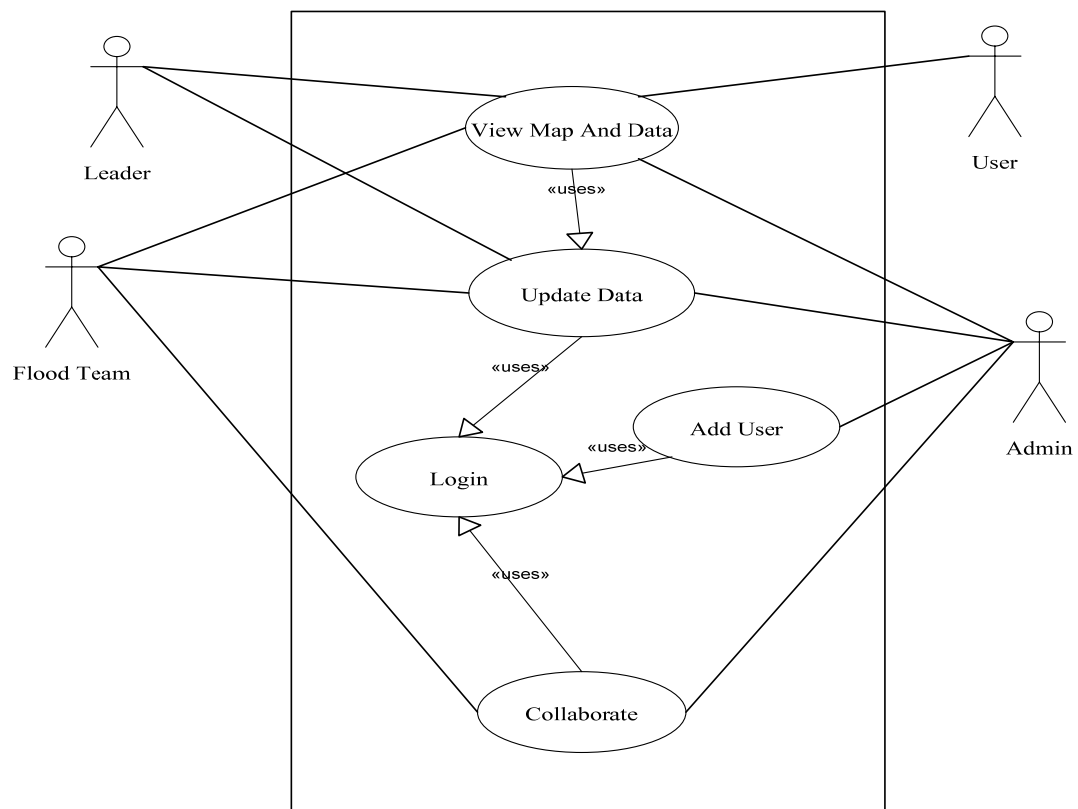 View Map And Data
Leader
User
«uses»
Update Data
Flood Team
«uses»
Add User
Admin
«uses»
Login
«uses»
Collaborate